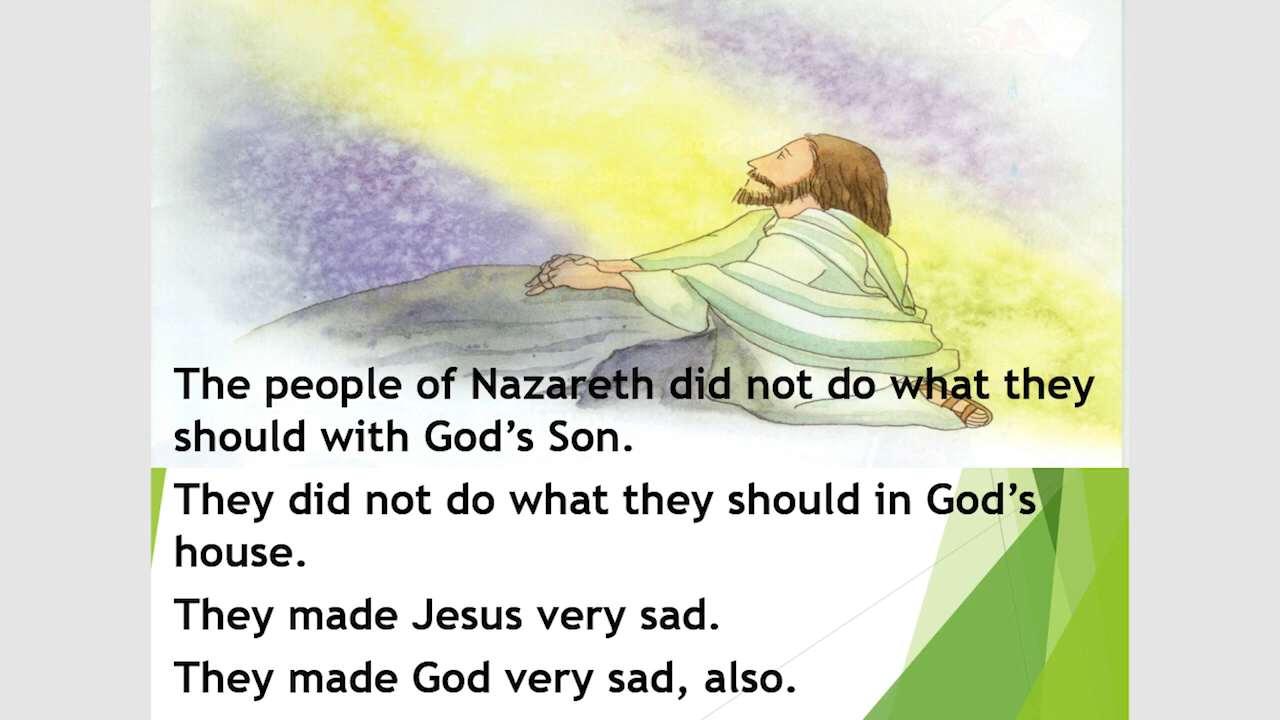 The people of Nazareth did not do what they
should with God’s Son.
They did not do what they should in God’s
house.
They made Jesus very sad.
They made God very sad, also.